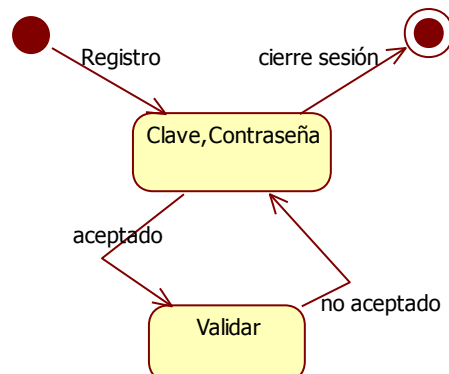 Registro
cierre sesión
Clave,Contraseña
aceptado
no aceptado
Validar